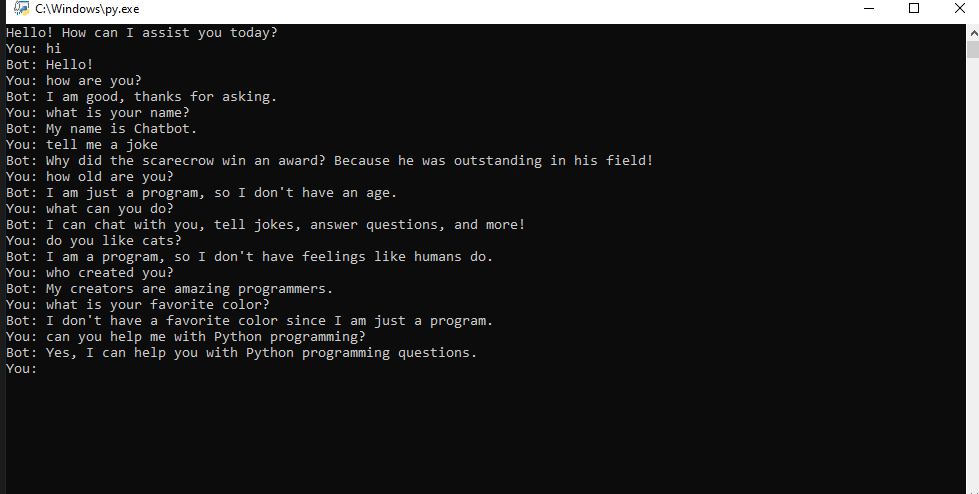 C:\Windows\py.exe
Hello! How can I assist you today?
You: hi
Bot: Hello!
You: how are you?
Bot: I am good, thanks for asking.
You: what is your name?
Bot: My name is Chatbot.
You: tell me a joke
Bot: Why did the scarecrow win an award? Because he was outstanding in his field!
You: how old are you?
Bot: I am just a program, so I don't have an age.
You: what can you do?
Bot: I can chat with you, tell jokes, answer questions, and more!
You: do you like cats?
Bot: I am a program, so I don't have feelings like humans do.
You: who created you?
Bot: My creators are amazing programmers.
You: what is your favorite color?
Bot: I don't have a favorite color since I am just a program.
You: can you help me with Python programming?
Bot: Yes, I can help you with Python programming questions.
You: